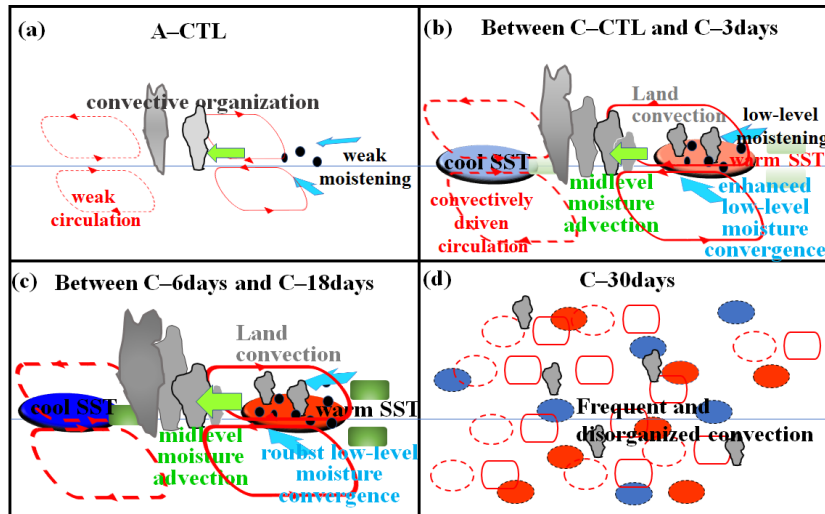 (a)
A–CTL
convective organization
weak
moistening
weak
circulation
(b)
Between C–CTL and C–3days
Land
convection
low-level
moistening
cool SST
warm SST
convectively
driven
circulation
midlevel
moisture
advection
enhanced
low-level
moisture
convergence
(c)
Between C–6days and C–18days
Land
convection
cool SST
warm SST
midlevel
moisture
advection
roubst low-level
moisture
convergence
(d)
C–30days
Frequent and
disorganized convection